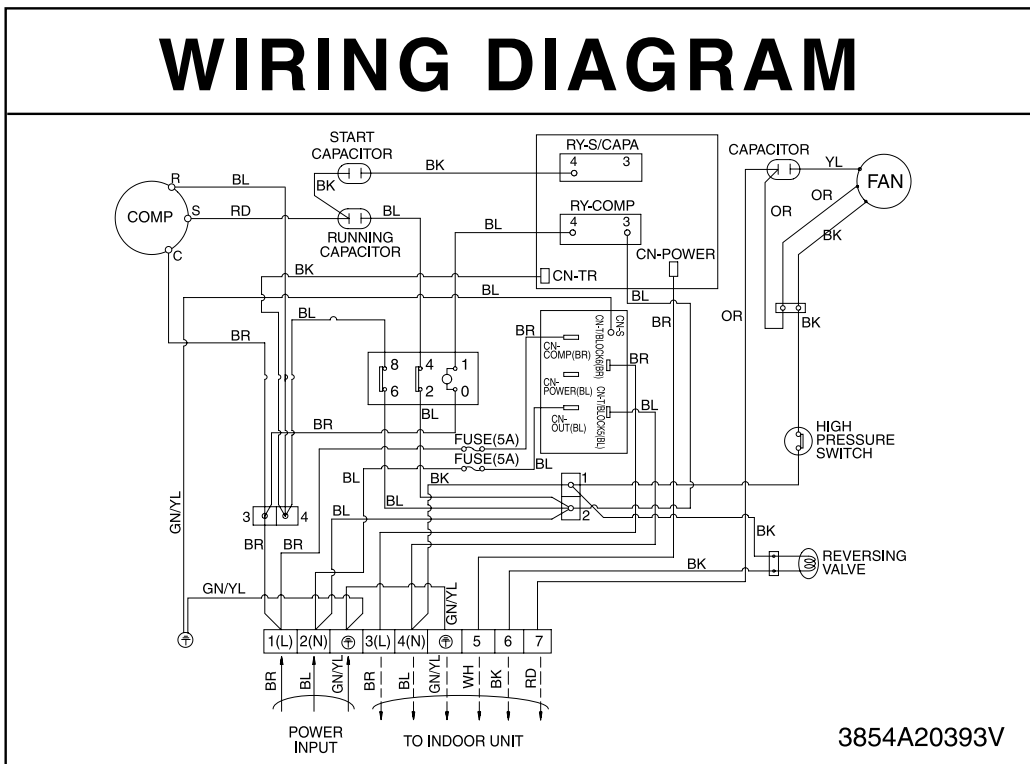 WIRING DIAGRAM
START
CAPACITOR
BK
BK
RY-S/CAPA
4 3
CAPACITOR
YL
FAN
OR
OR
BK
R
BL
COMP
S
RD
C
BL
RUNNING
CAPACITOR
RY-COMP
4 3
BL
CN-POWER
CN-TR
BK
BL
BL
BR
OR
BK
BL
BR
BR
CN-
COMP(BR)
CN-
POWER(BL)
CN-
OUT(BL)
CN-S
CN-T/BLOCK6(BR)
CN-T/BLOCK5(BL)
BR
BL
8 4 1
6 2 0
BL
BR
FUSE(5A)
FUSE(5A)
BL
BL
BK
HIGH
PRESSURE
SWITCH
1
2
BL
BL
3 4
GN/YL
BR BR
BK
BK
REVERSING
VALVE
GN/YL
GN/YL
1(L) 2(N) 3(L) 4(N) 5 6 7
BR BL GN/YL BR BL GN/YL WH BK RD
POWER
INPUT
TO INDOOR UNIT
3854A20393V